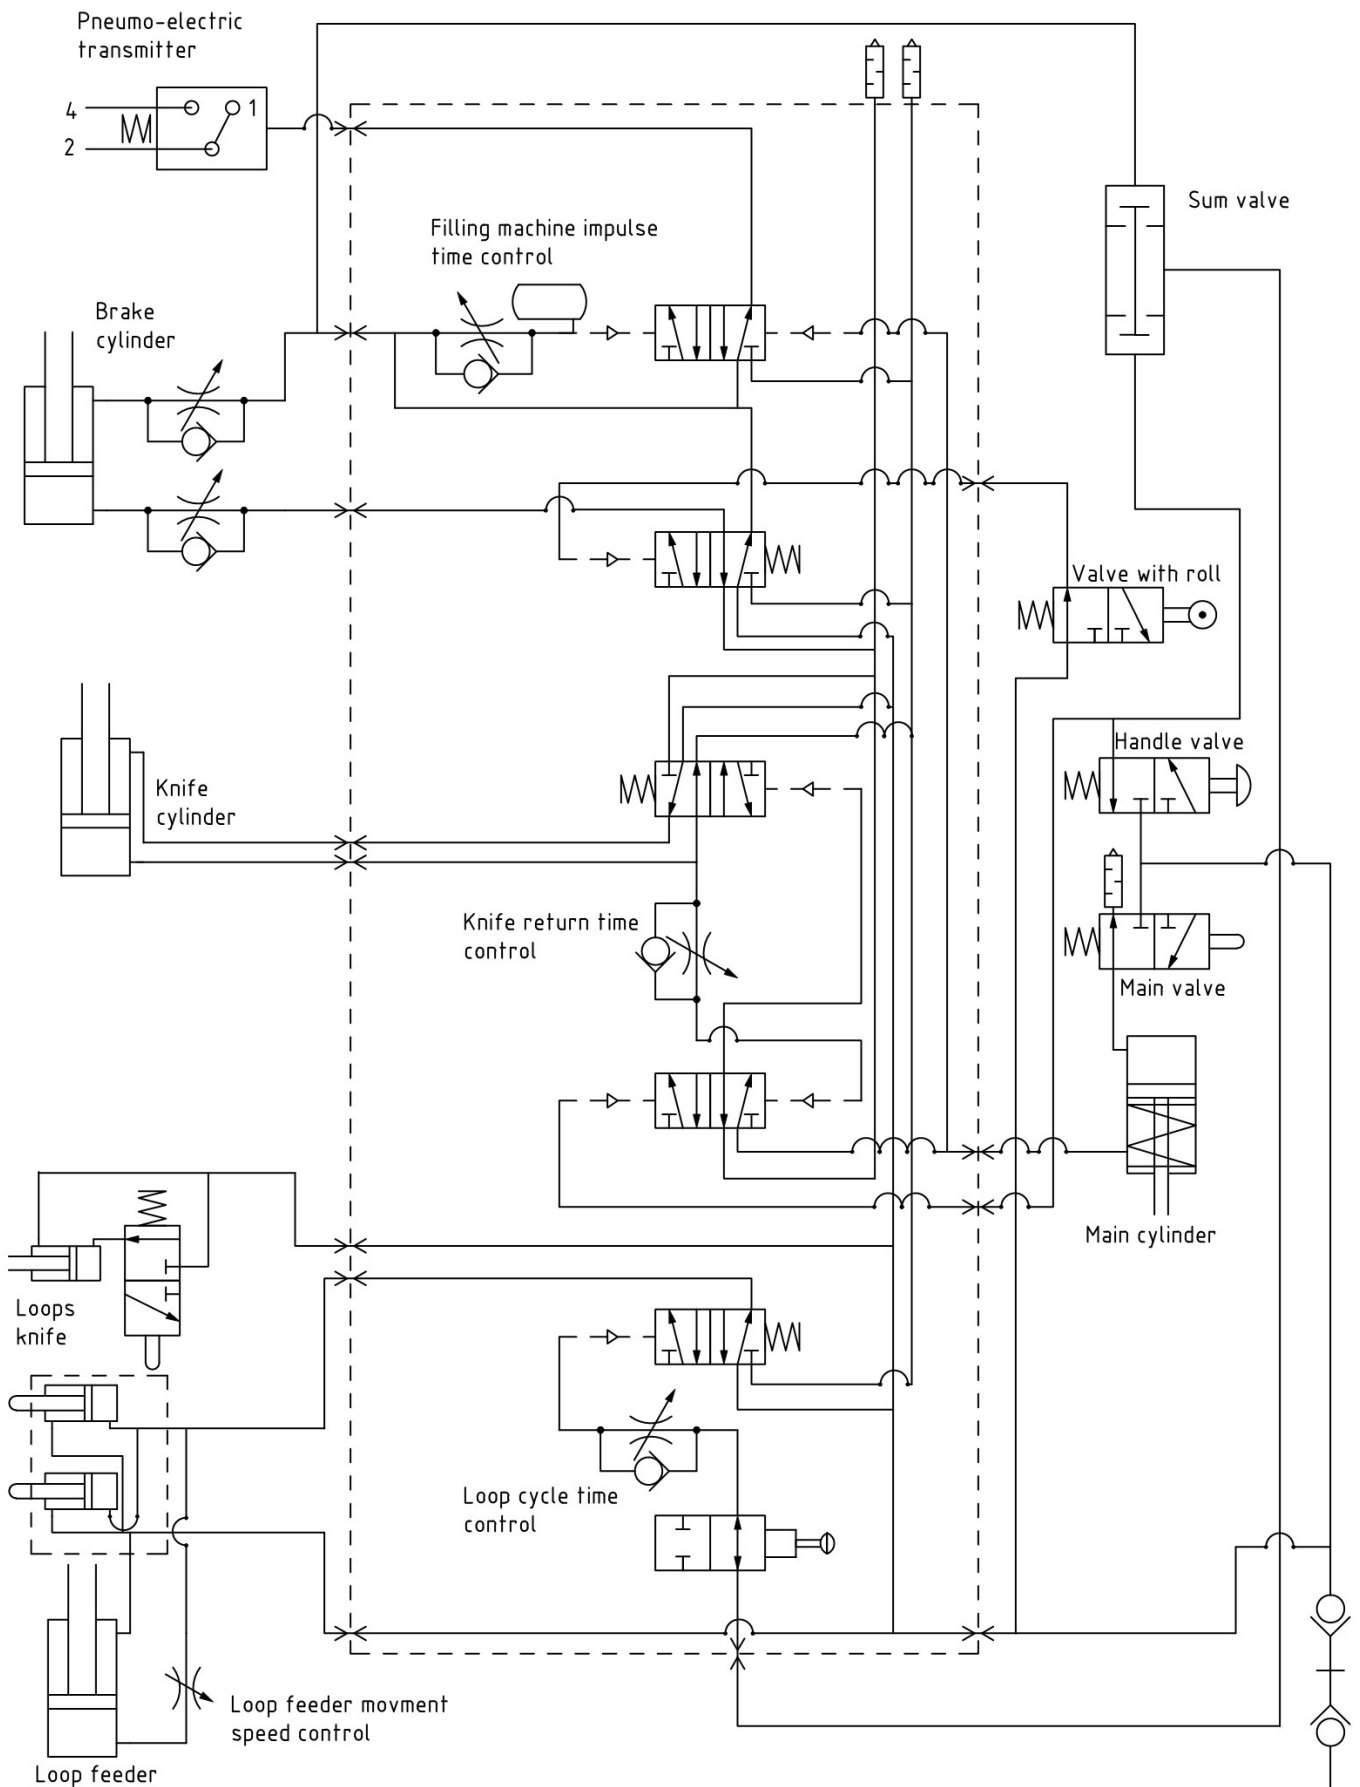 Pneumo-electric
transmitter
4
1
2
Sum valve
Filling machine impulse
time control
Brake
cylinder
Valve with roll
Handle valve
Knife
cylinder
Knife return time
control
Main valve
Main cylinder
Loops
knife
Loop cycle time
control
Loop feeder movment
speed control
Loop feeder